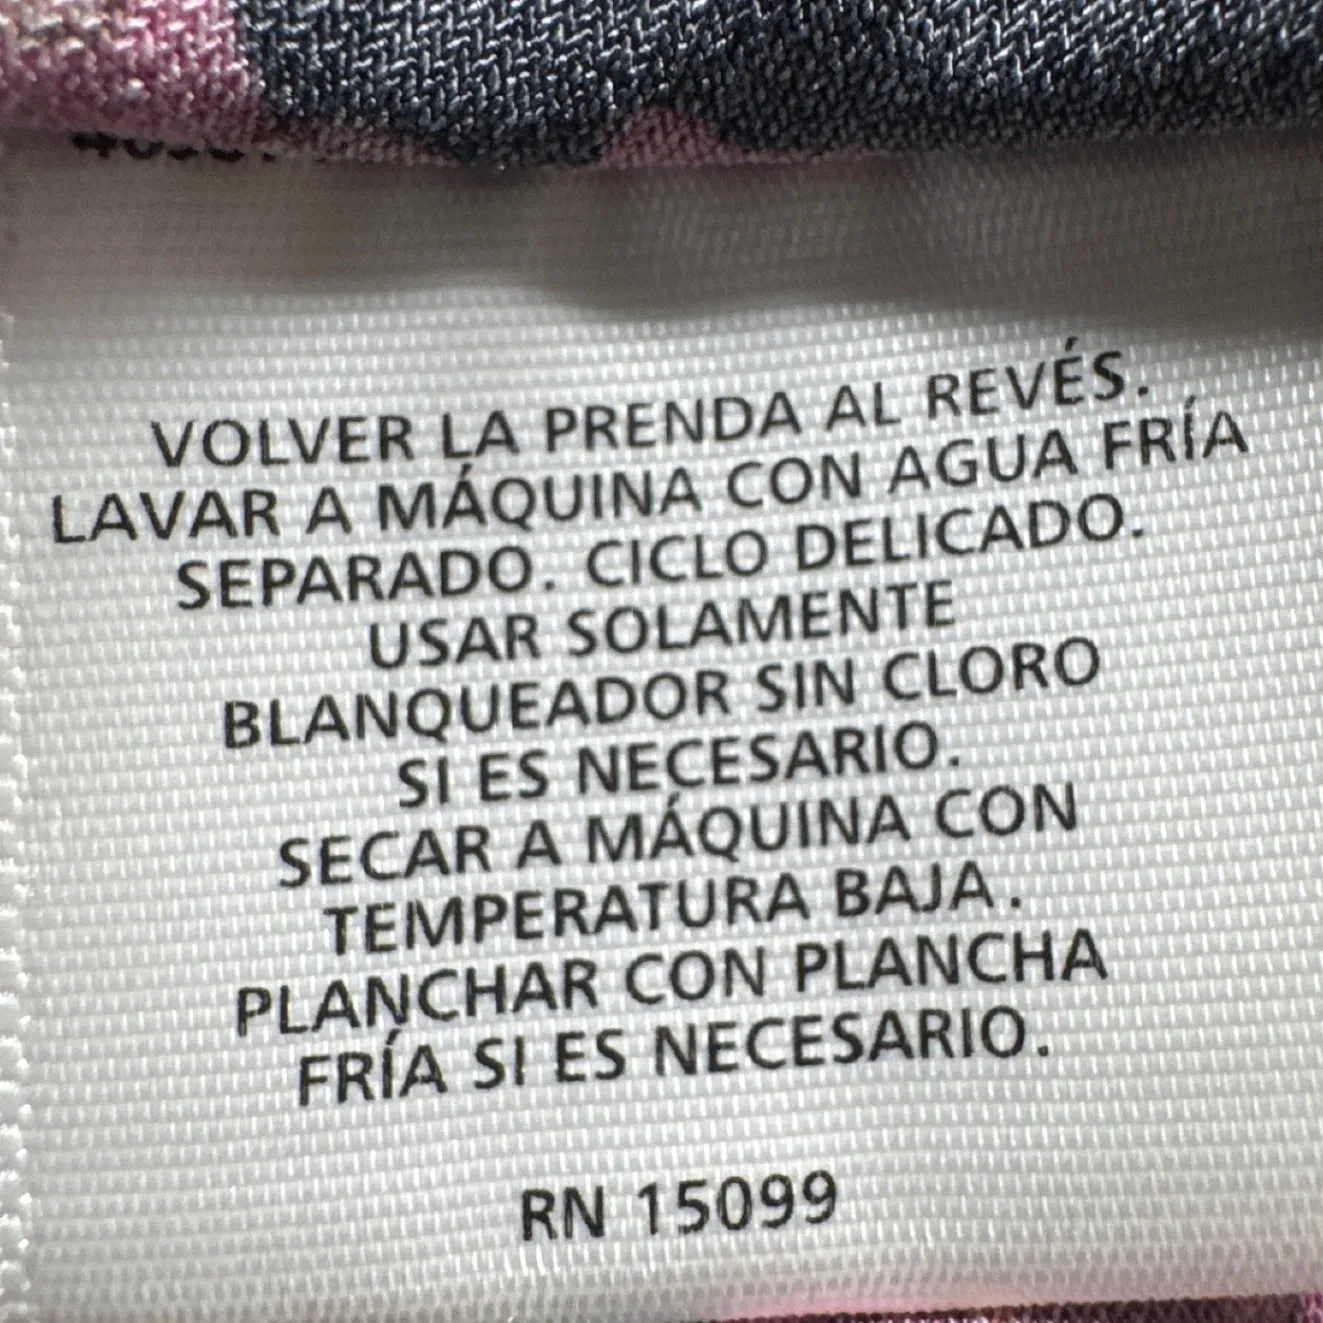 VOLVER LA PRENDA AL REVÉS.
LAVAR A MÁQUINA CON AGUA FRÍA
SEPARADO. CICLO DELICADO.
USAR SOLAMENTE
BLANQUEADOR SIN CLORO
SI ES NECESARIO.
SECAR A MÁQUINA CON
TEMPERATURA BAJA.
PLANCHAR CON PLANCHA
FRÍA SI ES NECESARIO.
RN 15099